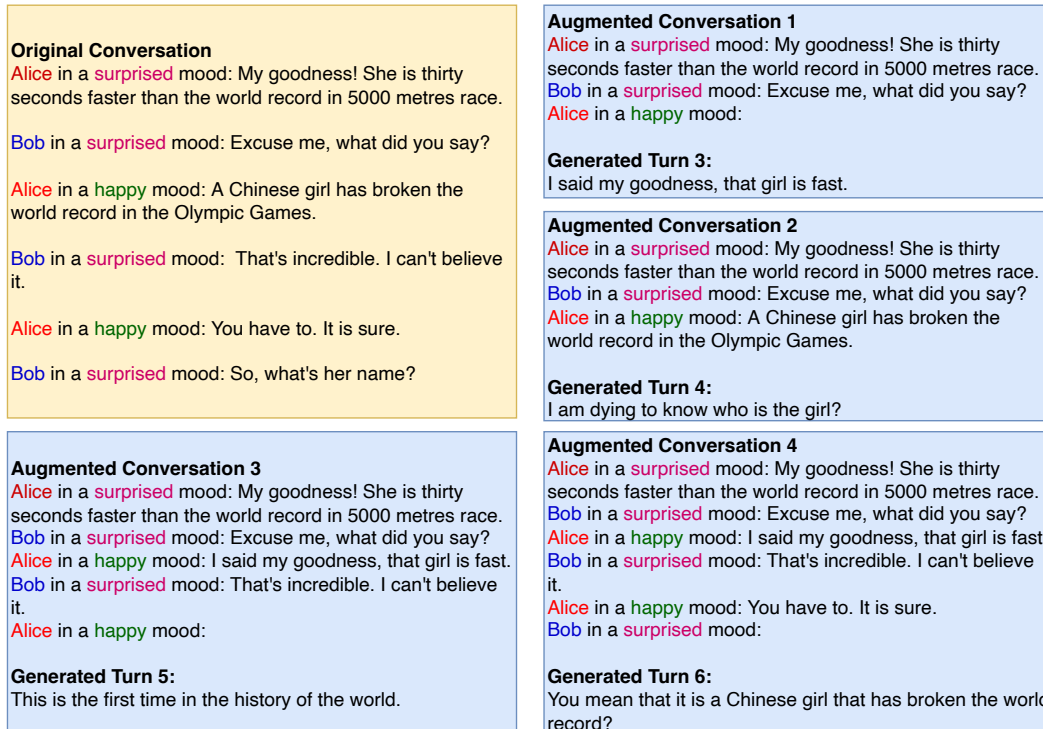 Original Conversation
Alice in a surprised mood: My goodness! She is thirty
seconds faster than the world record in 5000 metres race.
Bob in a surprised mood: Excuse me, what did you say?
Alice in a happy mood: A Chinese girl has broken the
world record in the Olympic Games.
Bob in a surprised mood:  That's incredible. I can't believe
it.
Alice in a happy mood: You have to. It is sure.
Bob in a surprised mood: So, what's her name?
Augmented Conversation 1
Alice in a surprised mood: My goodness! She is thirty
seconds faster than the world record in 5000 metres race.
Bob in a surprised mood: Excuse me, what did you say?
Alice in a happy mood:
Generated Turn 3:
I said my goodness, that girl is fast.
Augmented Conversation 2
Alice in a surprised mood: My goodness! She is thirty
seconds faster than the world record in 5000 metres race.
Bob in a surprised mood: Excuse me, what did you say?
Alice in a happy mood: A Chinese girl has broken the
world record in the Olympic Games.
Generated Turn 4:
I am dying to know who is the girl?
Augmented Conversation 3
Alice in a surprised mood: My goodness! She is thirty
seconds faster than the world record in 5000 metres race.
Bob in a surprised mood: Excuse me, what did you say?
Alice in a happy mood: I said my goodness, that girl is fast.
Bob in a surprised mood: That's incredible. I can't believe
it.
Alice in a happy mood:
Generated Turn 5:
This is the first time in the history of the world.
Augmented Conversation 4
Alice in a surprised mood: My goodness! She is thirty
seconds faster than the world record in 5000 metres race.
Bob in a surprised mood: Excuse me, what did you say?
Alice in a happy mood: I said my goodness, that girl is fast
Bob in a surprised mood: That's incredible. I can't believe
it.
Alice in a happy mood: You have to. It is sure.
Bob in a surprised mood:
Generated Turn 6:
You mean that it is a Chinese girl that has broken the world
record?